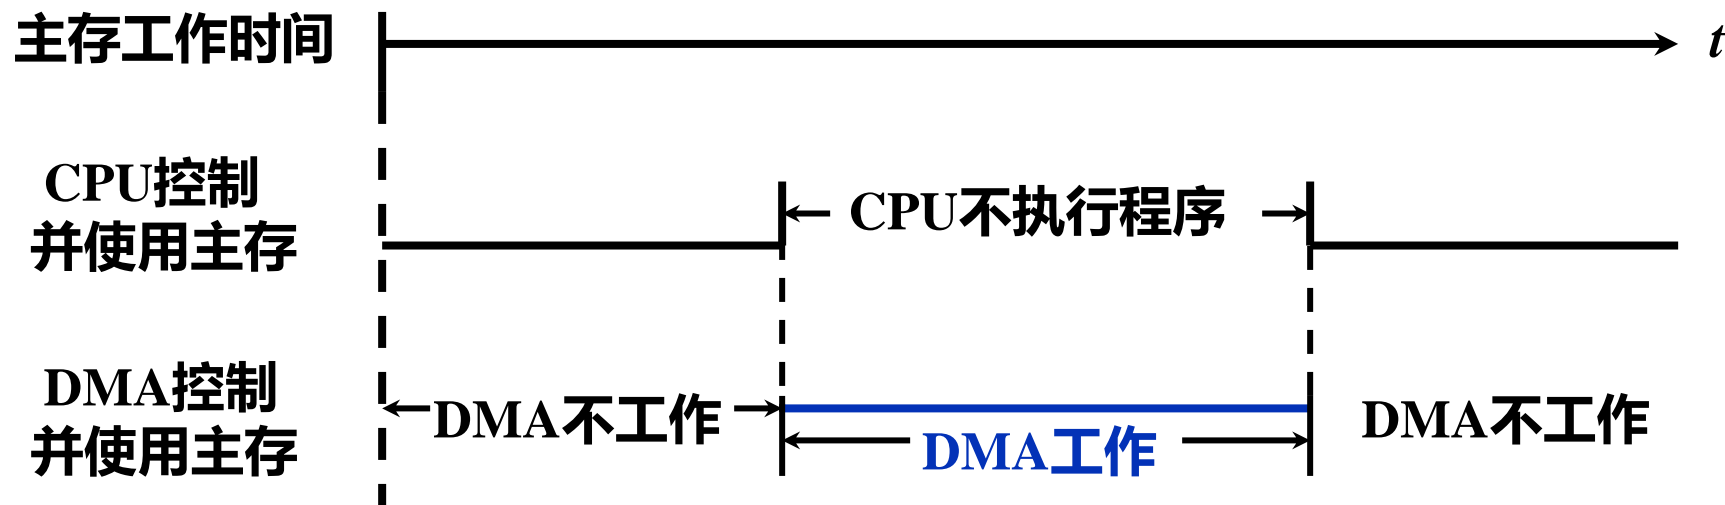 主存工作时间
t
CPU控制
并使用主存
CPU不执行程序
DMA控制
并使用主存
DMA不工作
DMA工作
DMA不工作